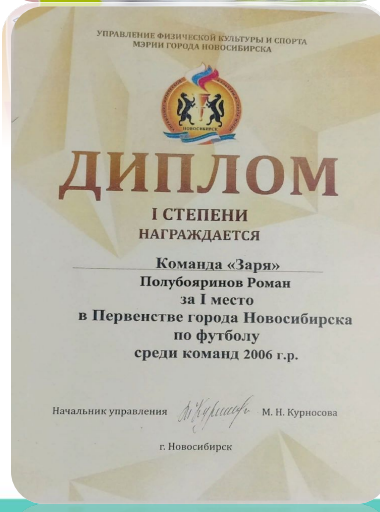 УПРАВЛЕНИЕ ФИЗИЧЕСКОЙ КУЛЬТУРЫ И СПОРТА
МЭРИИ ГОРОДА НОВОСИБИРСКА
НОВОСИБИРСК
ДИПЛОМ
I СТЕПЕНИ
НАГРАЖДАЕТСЯ
Команда «Заря»
Полубояринов Роман
за I место
в Первенстве города Новосибирска
по футболу
среди команд 2006 г.р.
Начальник управления М. Н. Курносова
г. Новосибирск